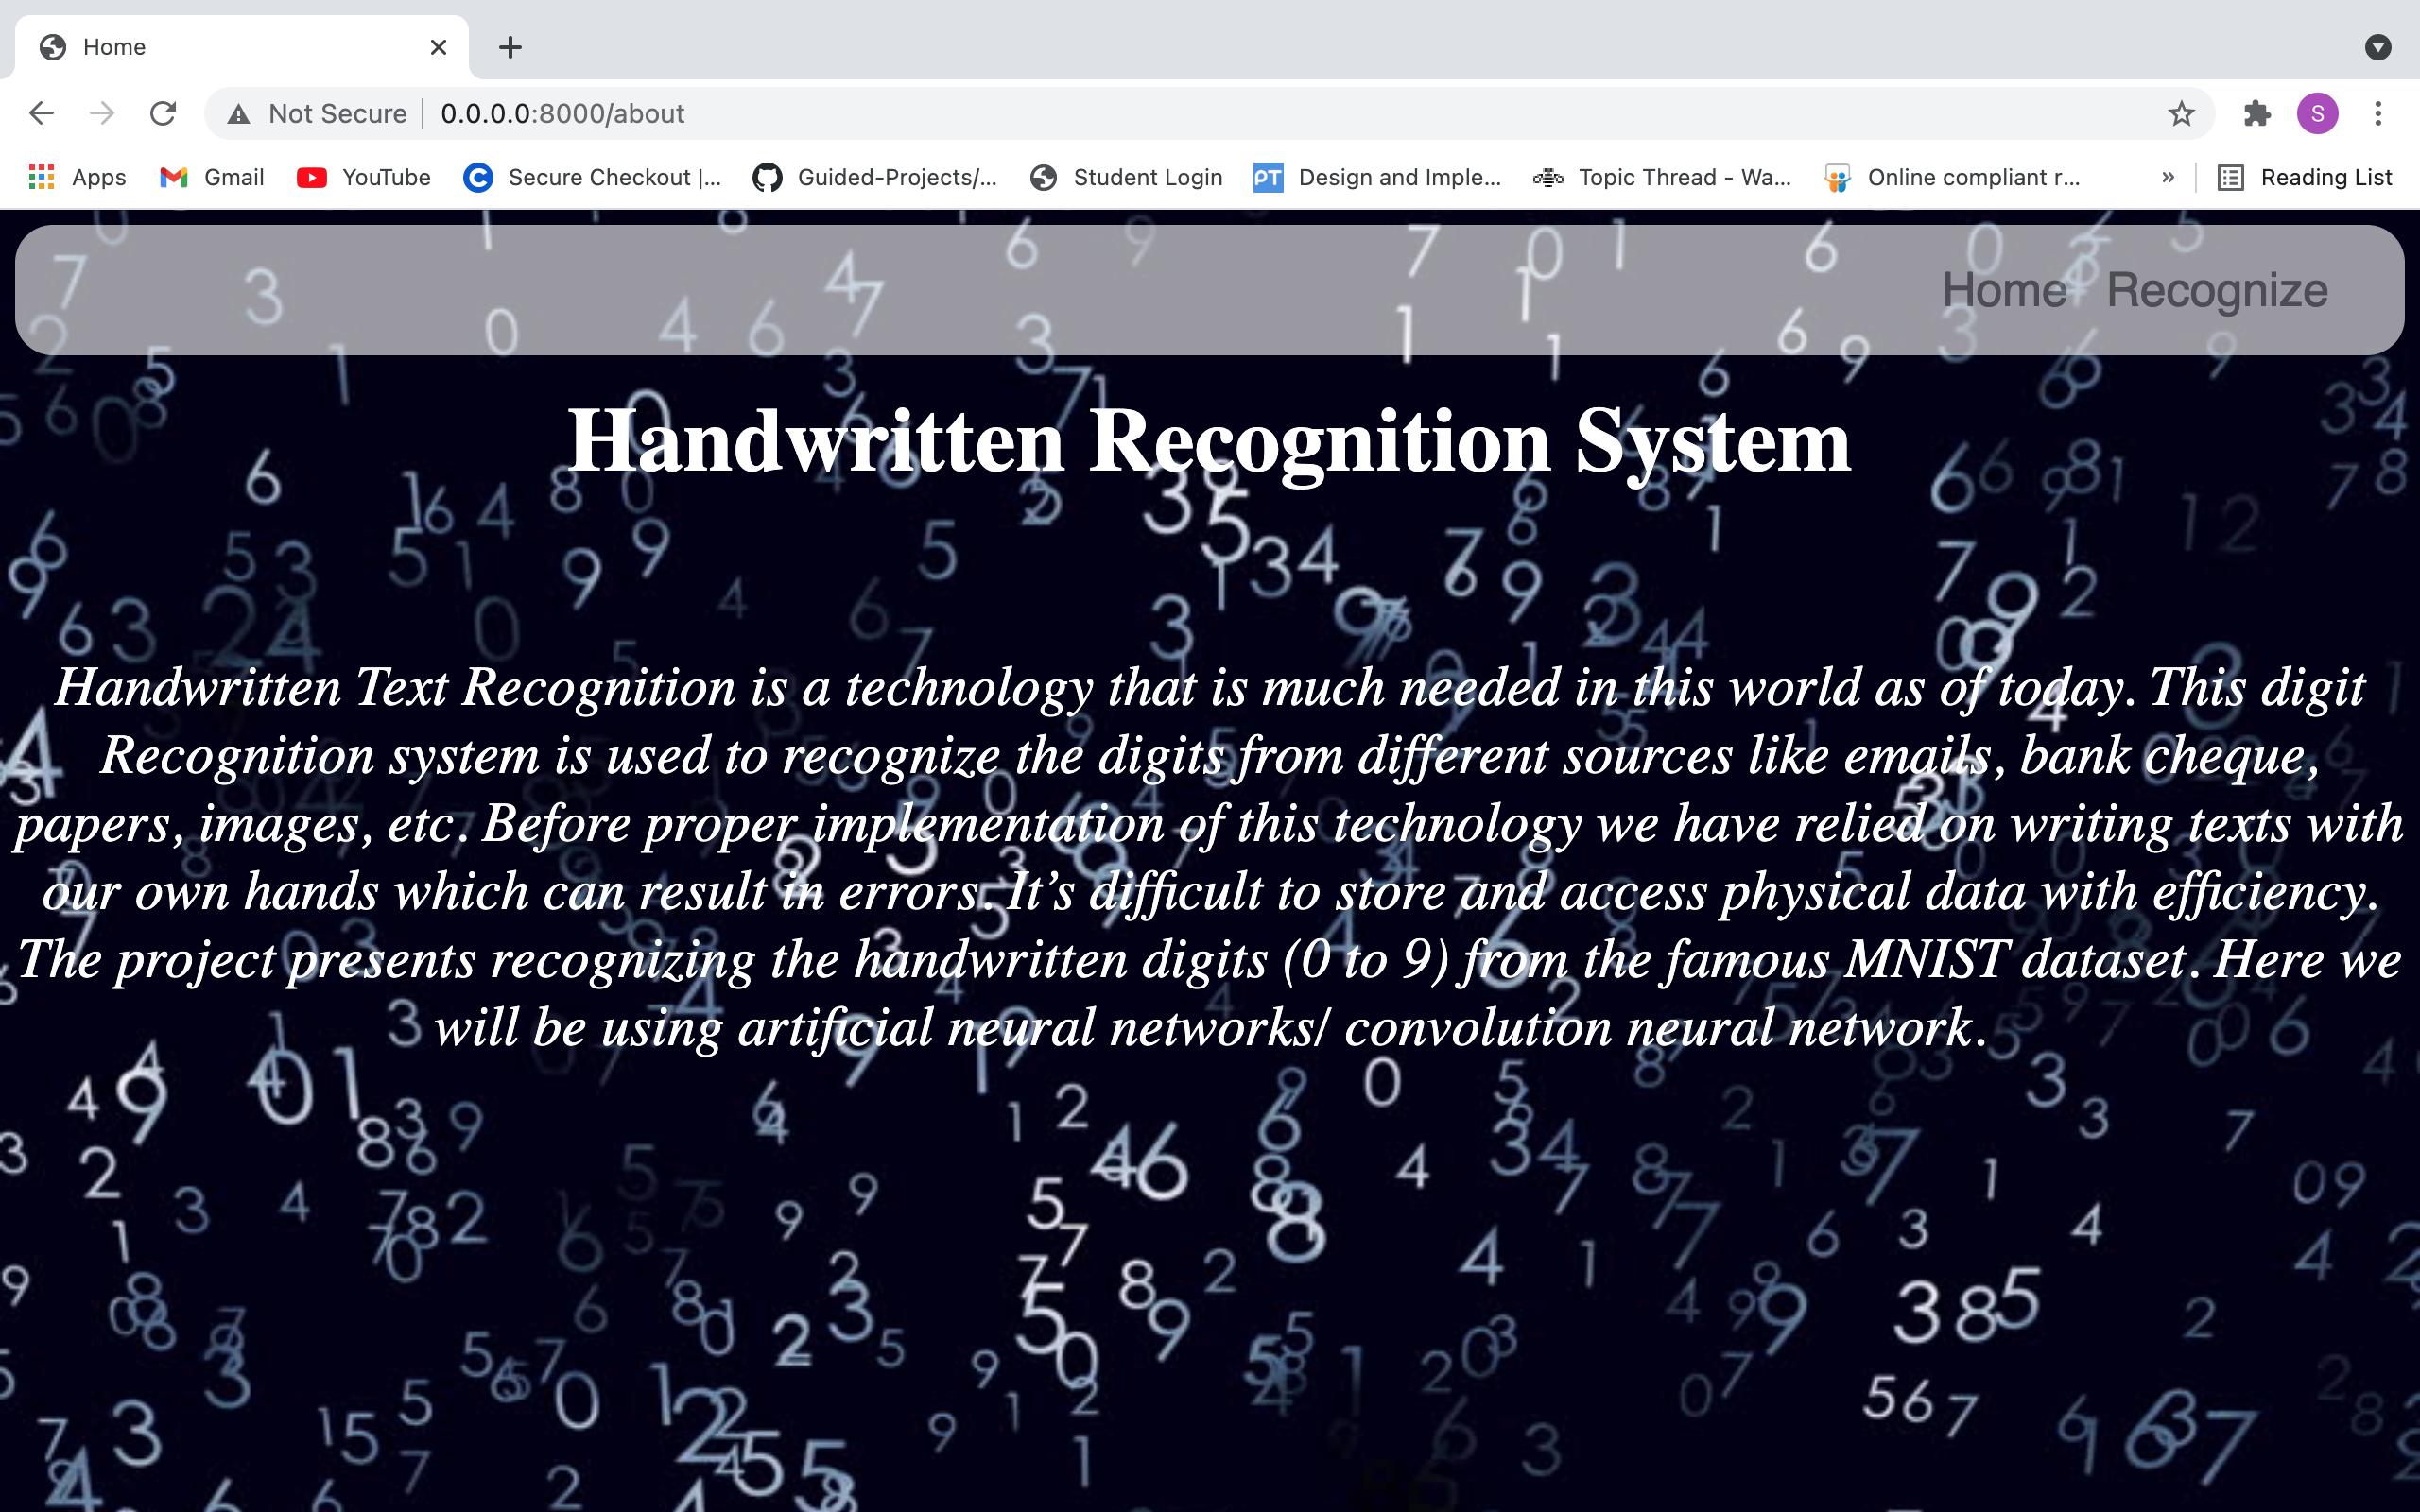 Home
Not Secure 0.0.0.0:8000/about
S
Apps Gmail YouTube Secure Checkout |... Guided-Projects/... Student Login PT Design and Imple... Topic Thread - Wa... Online compliant r... » Reading List
Home Recognize
Handwritten Recognition System
Handwritten Text Recognition is a technology that is much needed in this world as of today. This digit
Recognition system is used to recognize the digits from different sources like emails, bank cheque,
papers, images, etc. Before proper implementation of this technology we have relied on writing texts with
our own hands which can result in errors. It’s difficult to store and access physical data with efficiency.
The project presents recognizing the handwritten digits (0 to 9) from the famous MNIST dataset. Here we
will be using artificial neural networks/ convolution neural network.